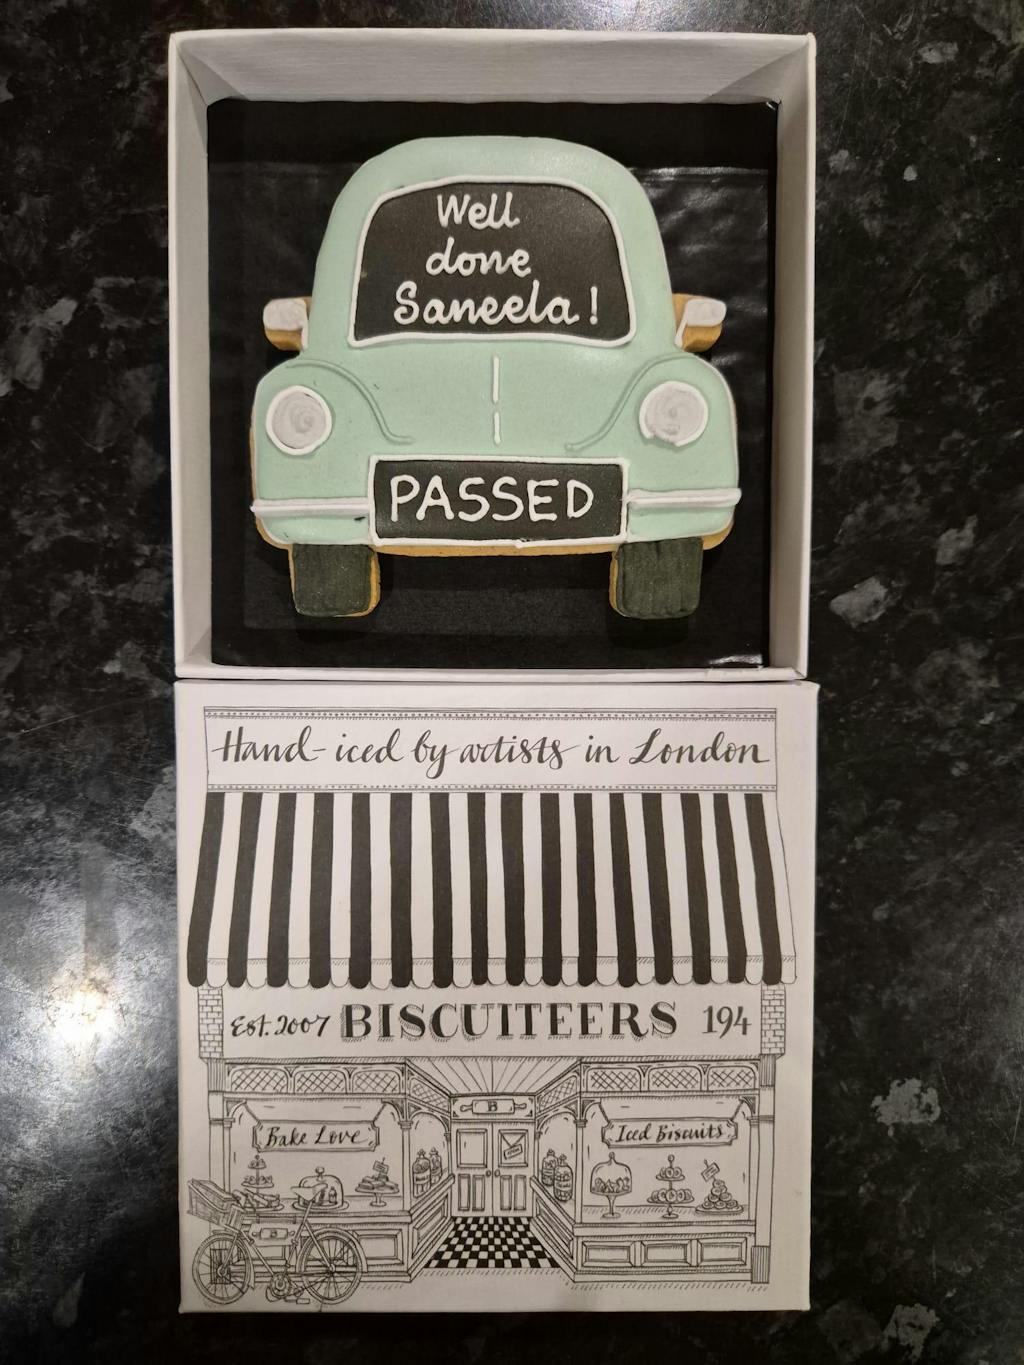 Well
done
Saneela!
PASSED
Hand-iced by artists in London
Est. 2007 BISCUITEERS 194
B
Bake Love
Iced Biscuits
B